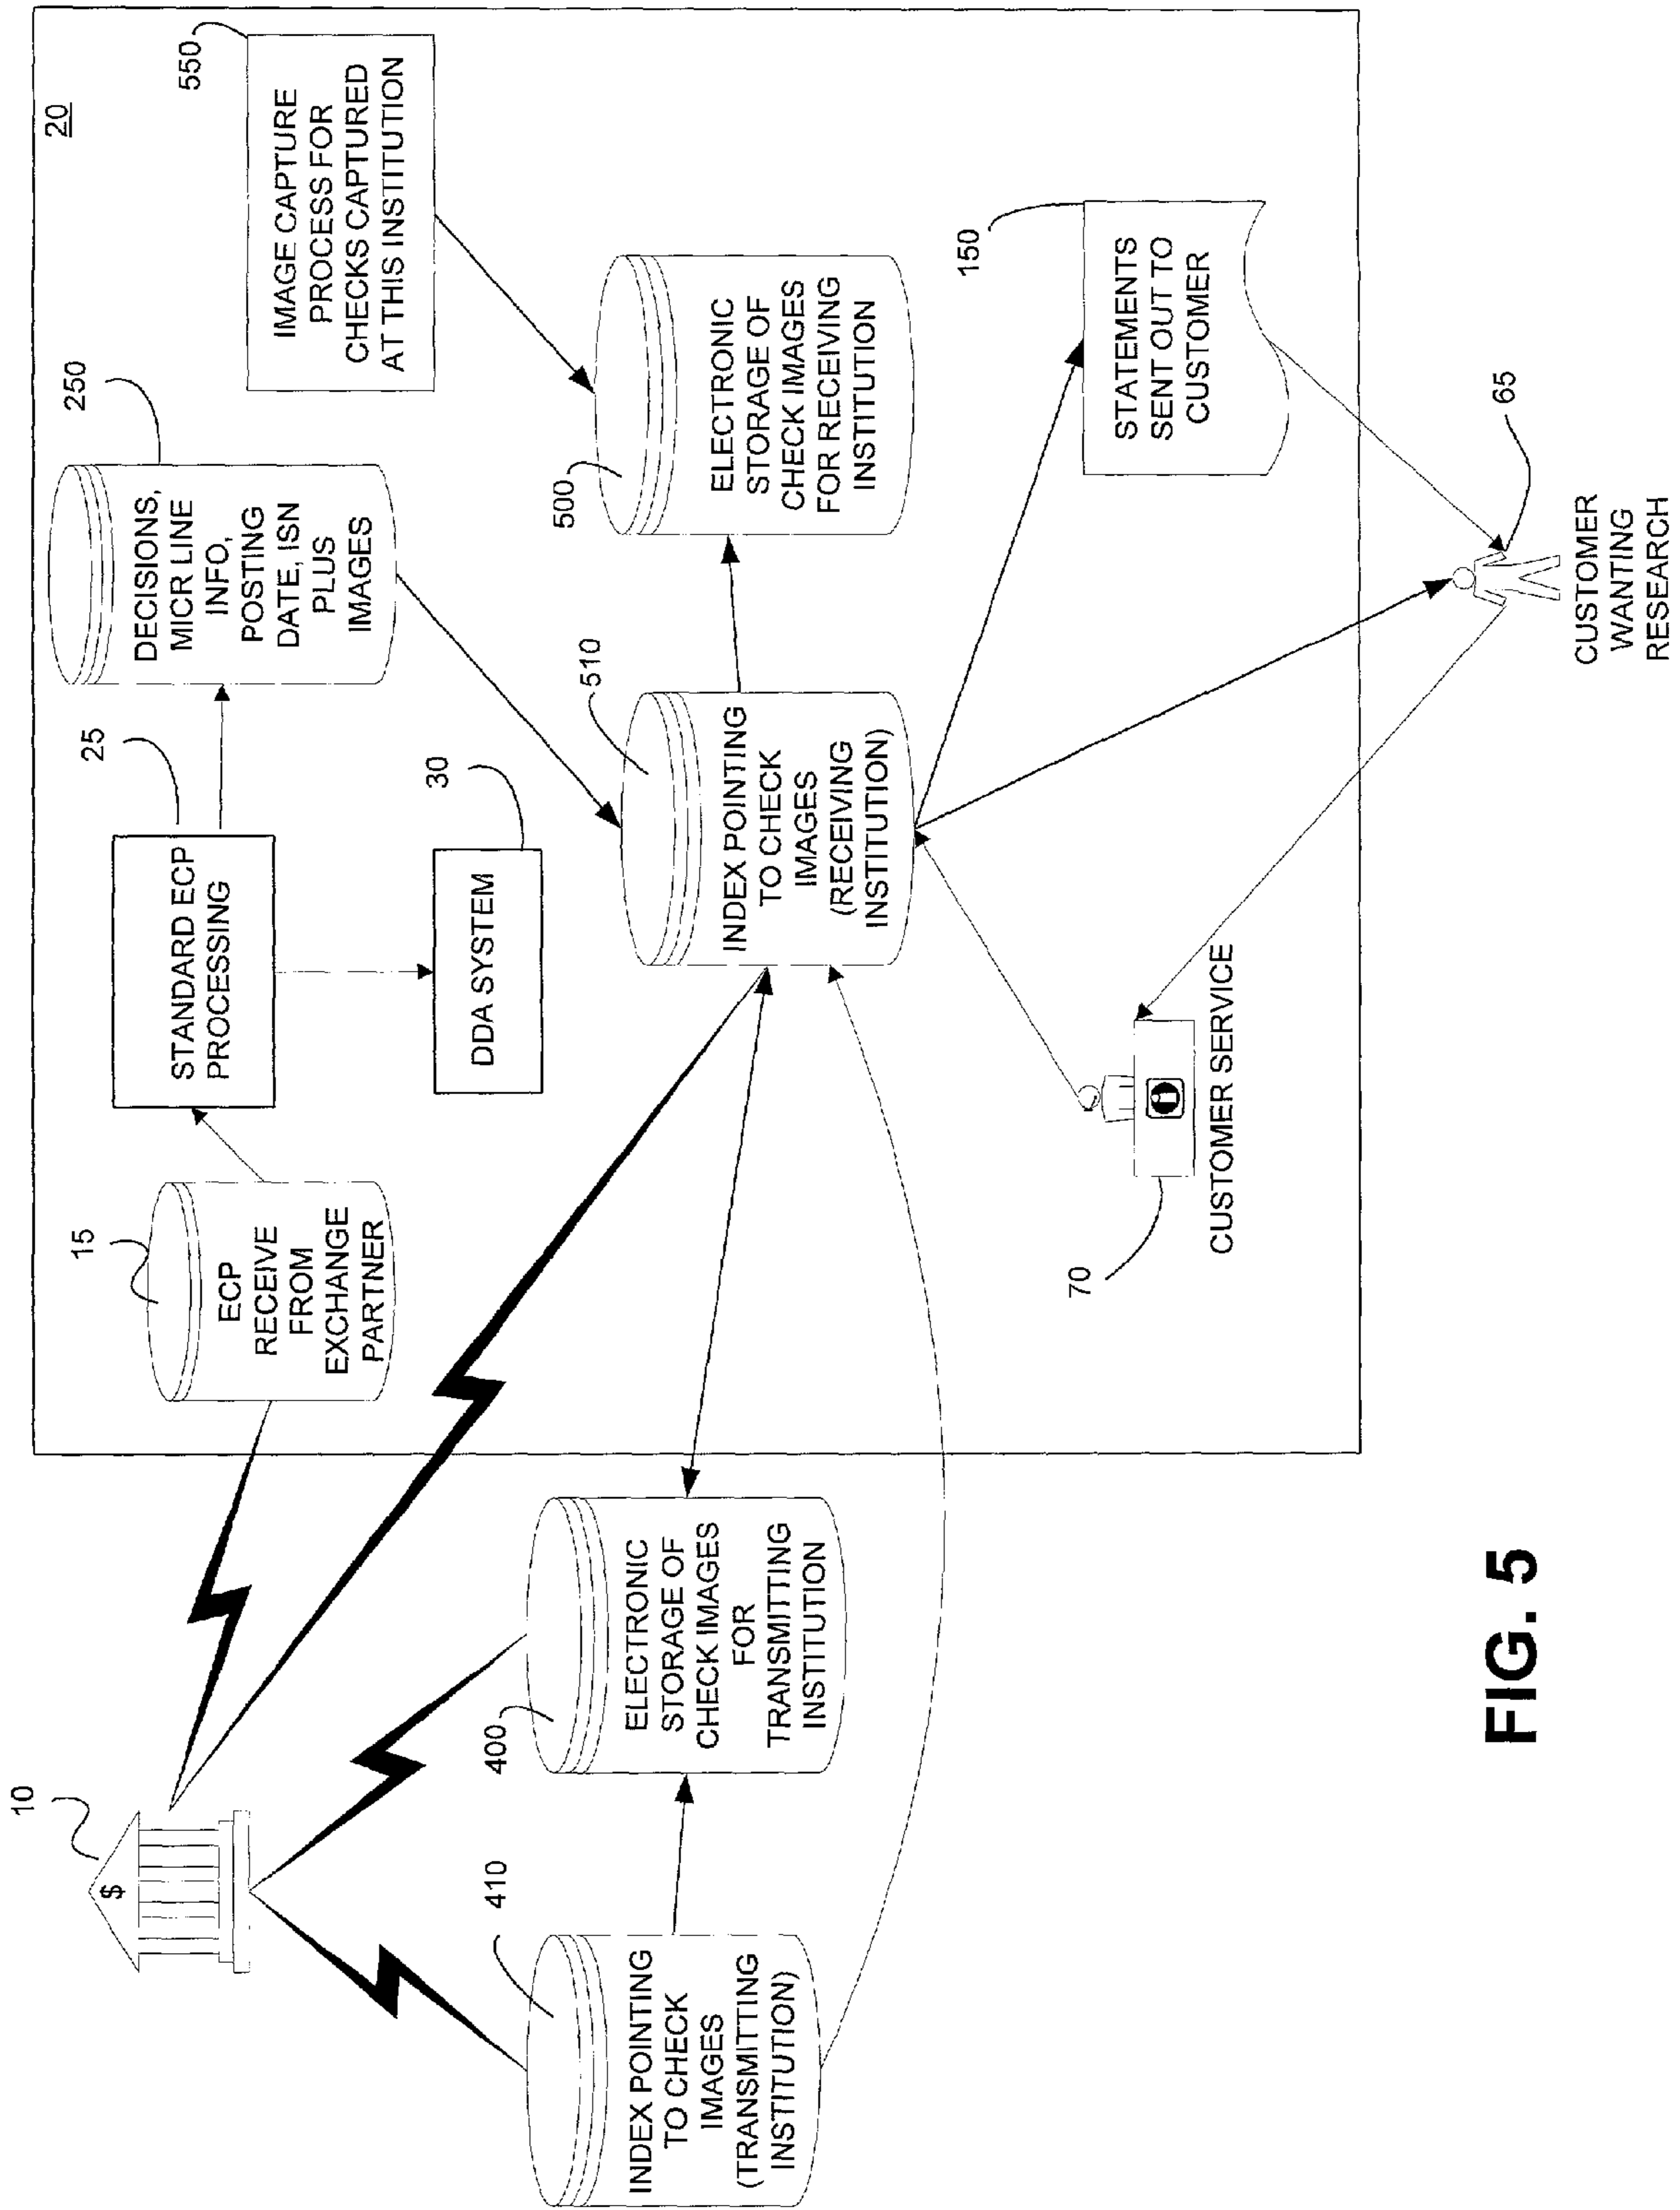 20
10
$
15
ECP
RECEIVE
FROM
EXCHANGE
PARTNER
25
STANDARD ECP
PROCESSING
250
DECISIONS,
MICR LINE
INFO,
POSTING
DATE, ISN
PLUS
IMAGES
550
IMAGE CAPTURE
PROCESS FOR
CHECKS CAPTURED
AT THIS INSTITUTION
30
DDA SYSTEM
410
INDEX POINTING
TO CHECK
IMAGES
(TRANSMITTING
INSTITUTION)
400
ELECTRONIC
STORAGE OF
CHECK IMAGES
FOR
TRANSMITTING
INSTITUTION
510
INDEX POINTING
TO CHECK
IMAGES
(RECEIVING
INSTITUTION)
500
ELECTRONIC
STORAGE OF
CHECK IMAGES
FOR RECEIVING
INSTITUTION
70
i
CUSTOMER SERVICE
150
STATEMENTS
SENT OUT TO
CUSTOMER
65
CUSTOMER
WANTING
RESEARCH
FIG. 5